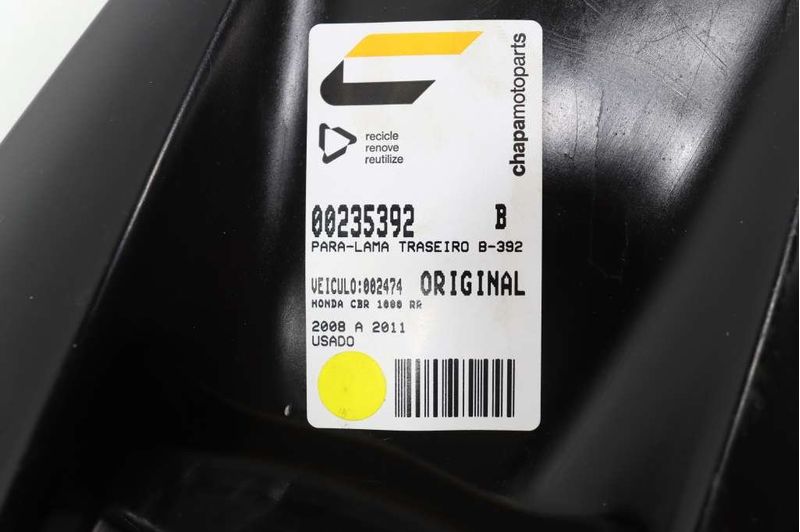 chapamotoparts
recicle
renove
reutilize
00235392 B
PARA-LAMA TRASEIRO B-392
VEICULO:002474 ORIGINAL
HONDA CBR 1000 RR
2008 A 2011
USADO